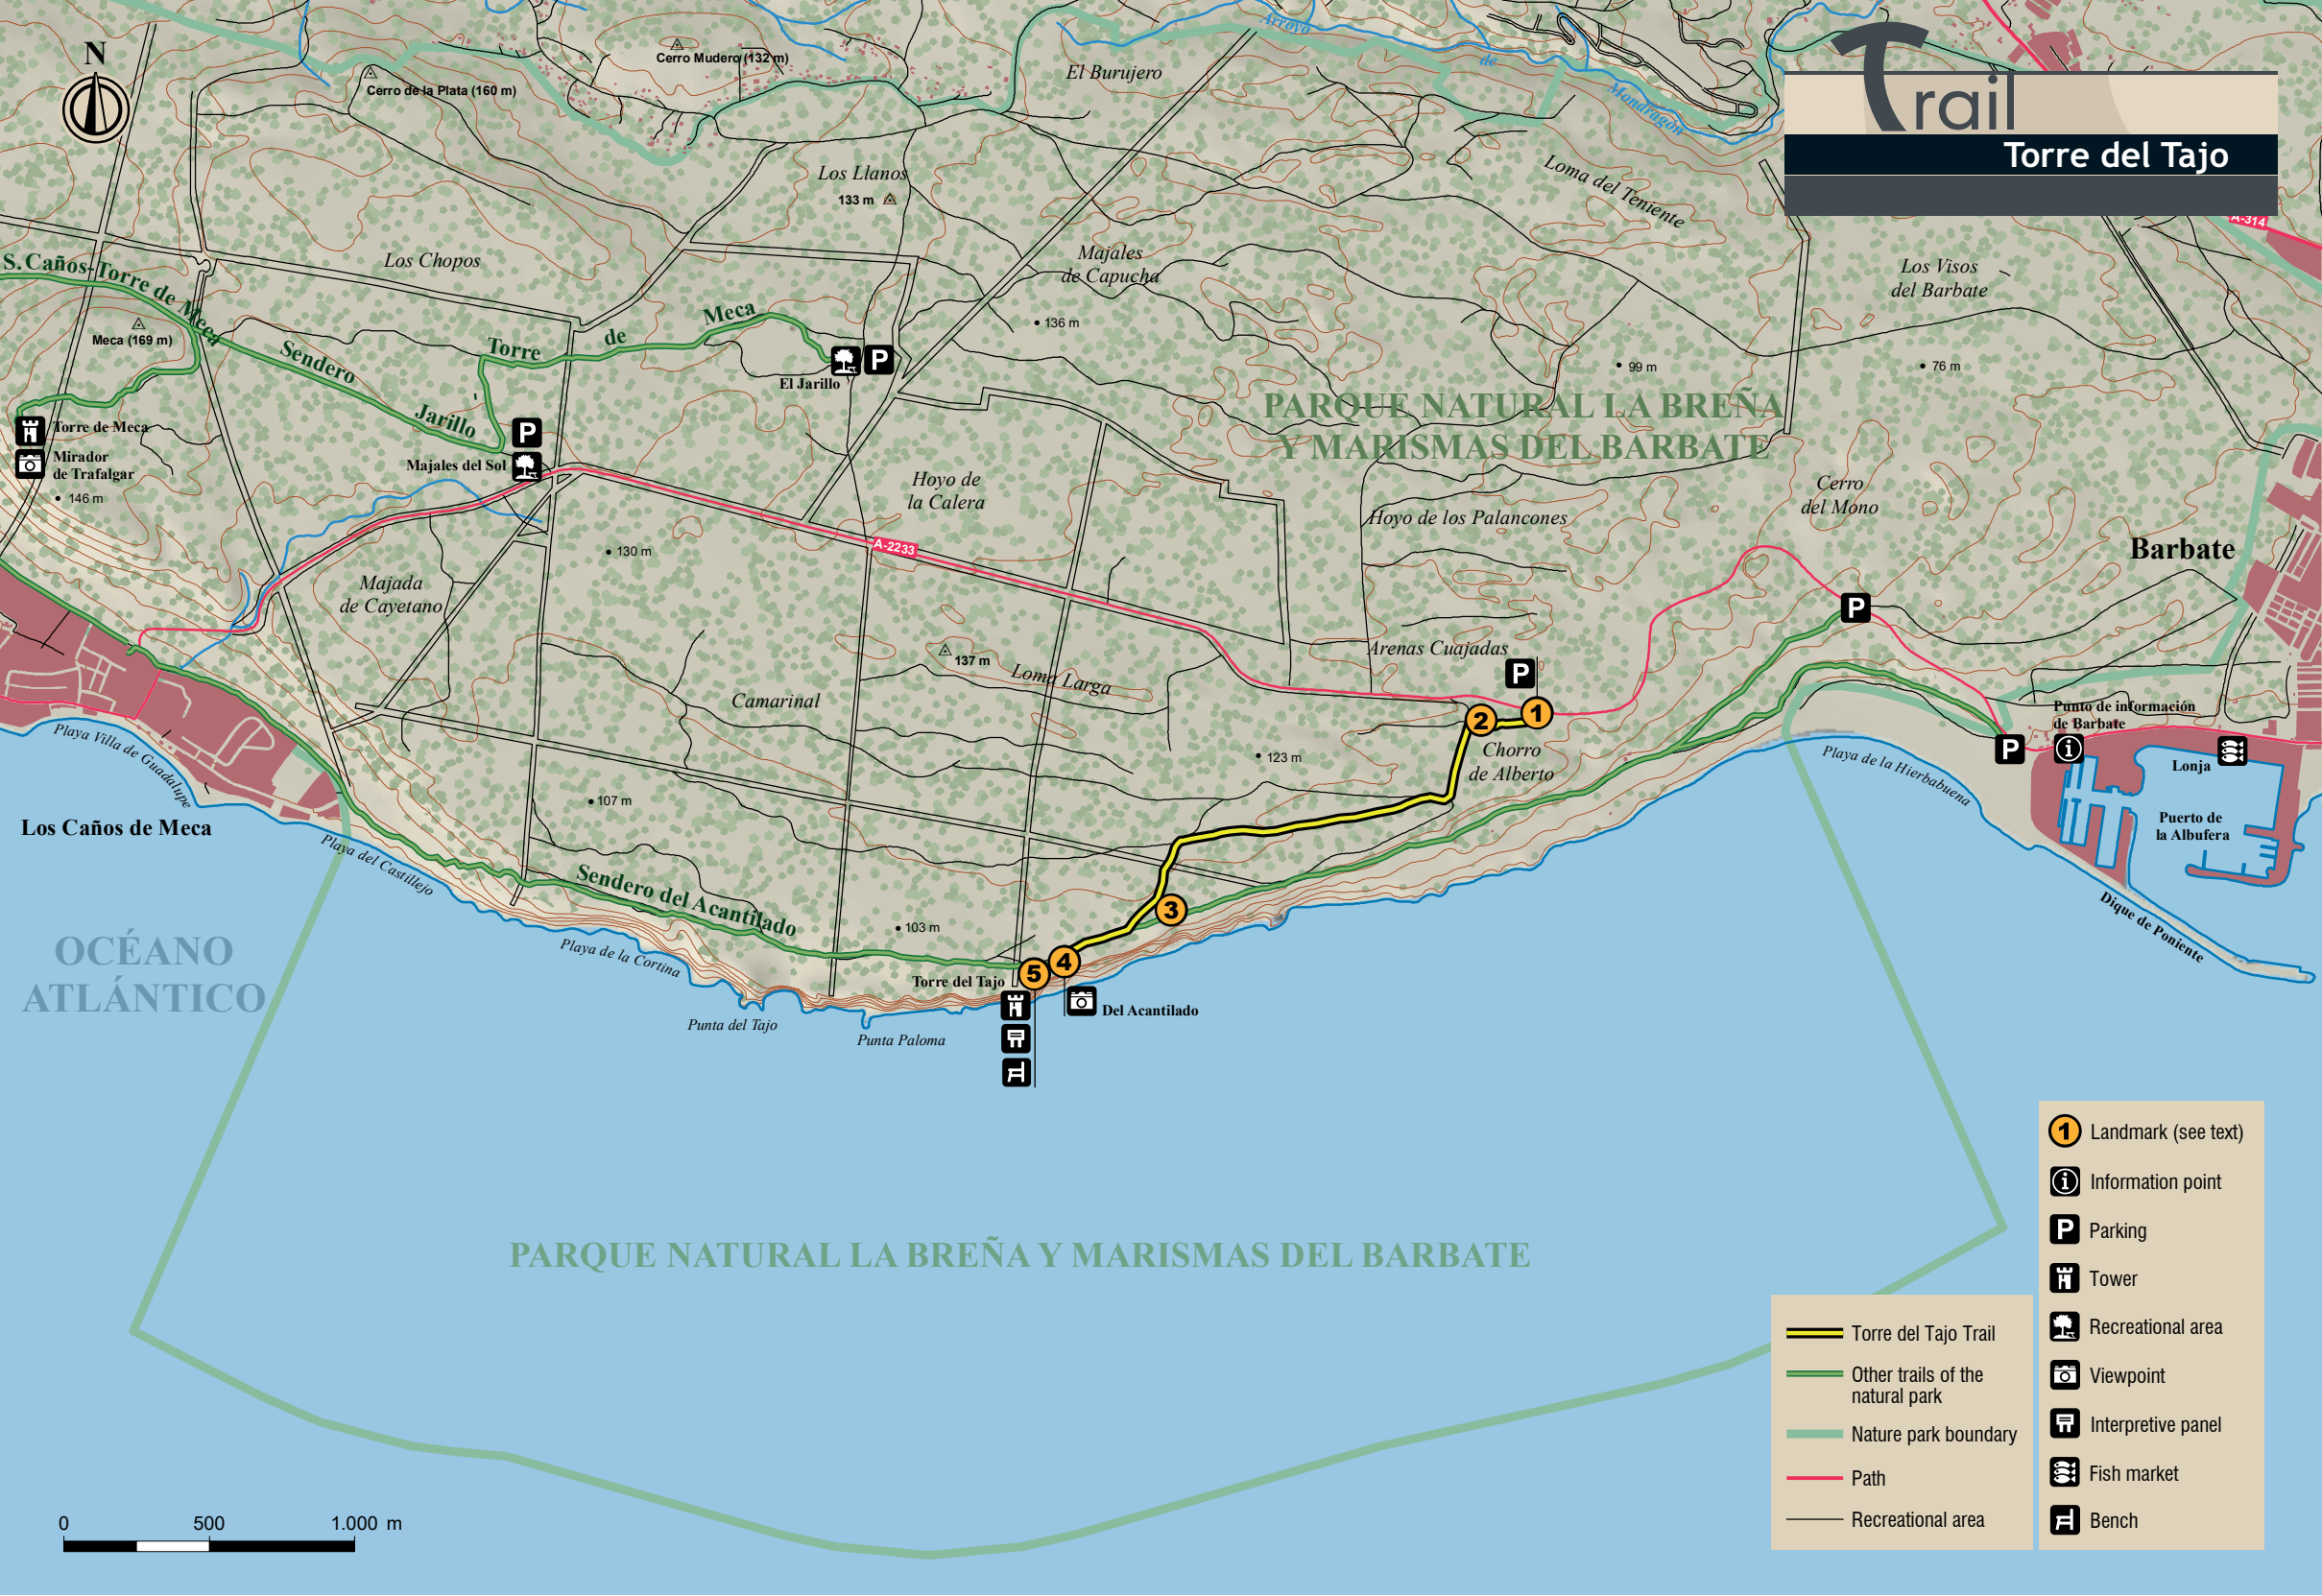 Trail
Torre del Tajo
N
Cerro Mudero (132 m)
Cerro de la Plata (160 m)
El Burujero
Arroyo
de
Mondragón
Los Llanos
133 m
Loma del Teniente
A-314
Los Chopos
Majales
de Capucha
Los Visos
del Barbate
S. Caños-Torre de Meca
Meca (169 m)
Sendero
Torre
de
Meca
Jarillo
El Jarillo
P
136 m
99 m
76 m
PARQUE NATURAL LA BREÑA
Y MARISMAS DEL BARBATE
Torre de Meca
Mirador
de Trafalgar
146 m
P
Majales del Sol
Hoyo de
la Calera
Hoyo de los Palancones
Cerro
del Mono
Barbate
A-2233
130 m
Majada
de Cayetano
P
Arenas Cuajadas
P
137 m
Loma Larga
Camarinal
1
2
Chorro
de Alberto
123 m
Punto de información
de Barbate
P
i
Lonja
Playa de la Hierbabuena
Puerto de
la Albufera
Dique de Poniente
Playa Villa de Guadalupe
Los Caños de Meca
107 m
Playa del Castillejo
Sendero del Acantilado
3
103 m
OCÉANO
ATLÁNTICO
Playa de la Cortina
4
5
Torre del Tajo
Del Acantilado
Punta del Tajo
Punta Paloma
PARQUE NATURAL LA BREÑA Y MARISMAS DEL BARBATE
1 Landmark (see text)
i Information point
P Parking
Tower
Recreational area
Viewpoint
Interpretive panel
Fish market
Bench
Torre del Tajo Trail
Other trails of the
natural park
Nature park boundary
Path
Recreational area
0 500 1.000 m